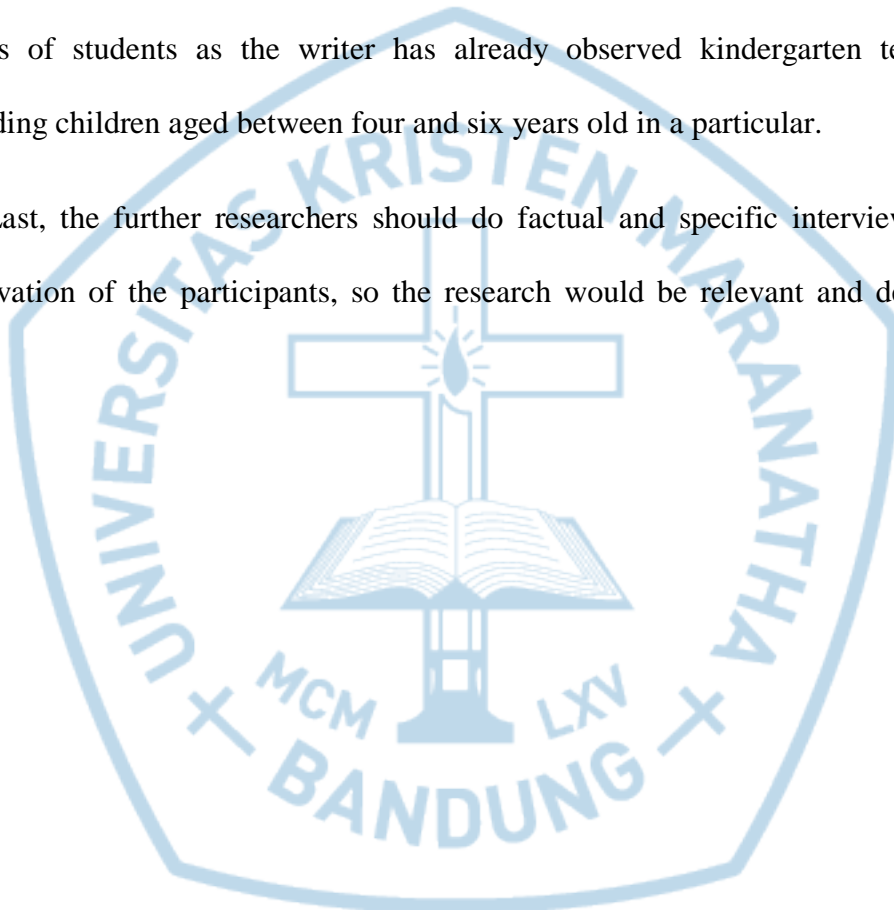 s of students as the writer has already observed kindergarten te
ding children aged between four and six years old in a particular.
Last, the further researchers should do factual and specific interview
vation of the participants, so the research would be relevant and de
UNIVERSITAS KRISTEN MARANATHA
MCM LXV
BANDUNG